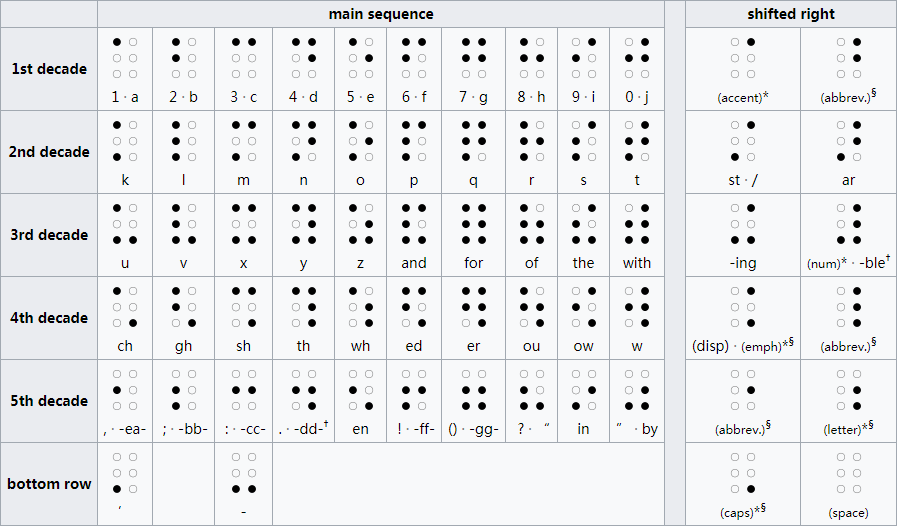 main sequence shifted right
1st decade 1 · a 2 · b 3 · c 4 · d 5 · e 6 · f 7 · g 8 · h 9 · i 0 · j (accent)* (abbrev.)§
2nd decade k l m n o p q r s t st · / ar
3rd decade u v x y z and for of the with -ing (num)* · -ble†
4th decade ch gh sh th wh ed er ou ow w (disp) · (emph)*§ (abbrev.)§
5th decade , · -ea- ; · -bb- : · -cc- . · -dd-† en ! · -ff- () · -gg- ? · “ in ” · by (abbrev.)§ (letter)*§
bottom row ’ - (caps)*§ (space)